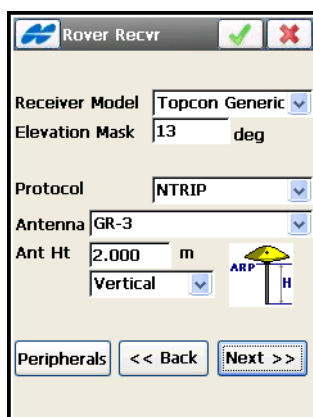 Rover Recvr
Receiver Model Topcon Generic
Elevation Mask 13 deg
Protocol NTRIP
Antenna GR-3
Ant Ht 2.000 m
Vertical
ARP H
Peripherals << Back Next >>